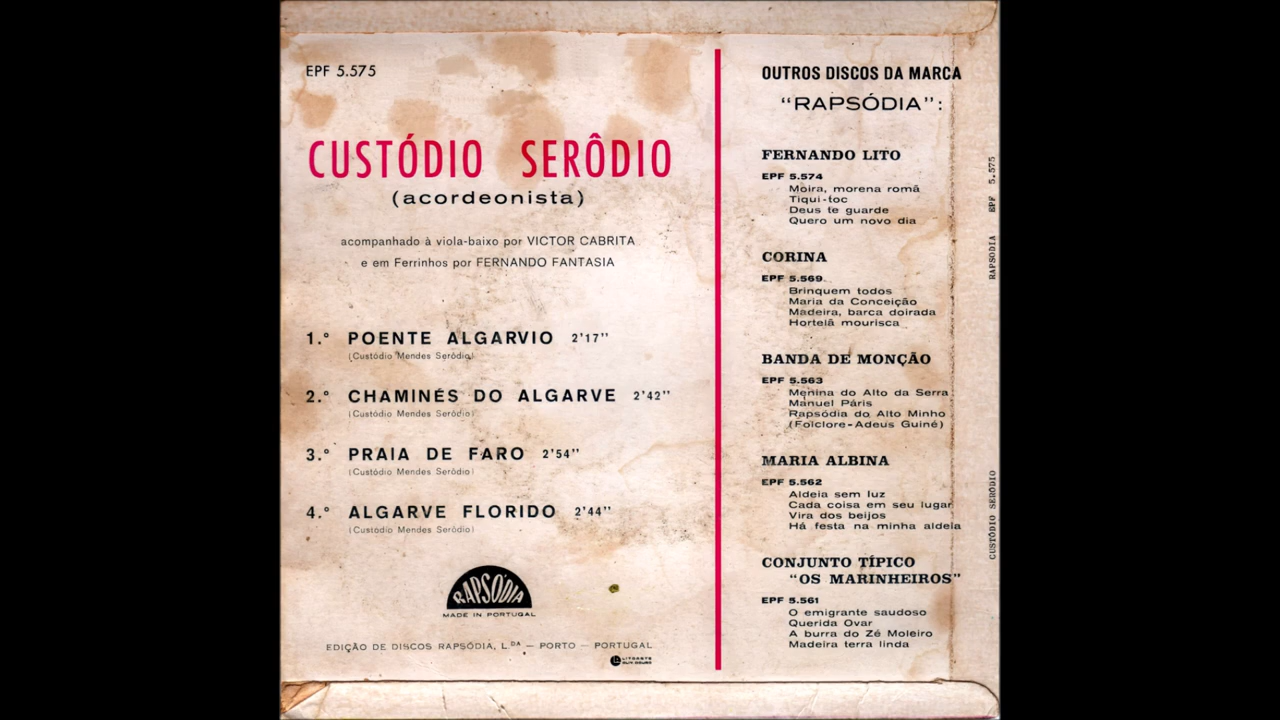 EPF 5.575
CUSTÓDIO SERÔDIO
(acordeonista)
acompanhado à viola-baixo por VICTOR CABRITA
e em Ferrinhos por FERNANDO FANTASIA
1.º POENTE ALGARVIO 2'17''
(Custódio Mendes Serôdio)
2.º CHAMINÉS DO ALGARVE 2'42''
(Custódio Mendes Serôdio)
3.º PRAIA DE FARO 2'54''
(Custódio Mendes Serôdio)
4.º ALGARVE FLORIDO 2'44''
(Custódio Mendes Serôdio)
RAPSÓDIA
MADE IN PORTUGAL
EDIÇÃO DE DISCOS RAPSÓDIA, L.DA — PORTO — PORTUGAL
OUTROS DISCOS DA MARCA
“RAPSÓDIA”:
FERNANDO LITO
EPF 5.574
Moira, morena romã
Tiqui-toc
Deus te guarde
Quero um novo dia
CORINA
EPF 5.569
Brinquem todos
Maria da Conceição
Madeira, barca doirada
Hortelã mourisca
BANDA DE MONÇÃO
EPF 5.563
Menina do Alto da Serra
Manuel Páris
Rapsódia do Alto Minho
(Folclore-Adeus Guiné)
MARIA ALBINA
EPF 5.562
Aldeia sem luz
Cada coisa em seu lugar
Vira dos beijos
Há festa na minha aldeia
CONJUNTO TÍPICO
“OS MARINHEIROS”
EPF 5.561
O emigrante saudoso
Querida Ovar
A burra do Zé Moleiro
Madeira terra linda
CUSTÓDIO SERÔDIO RAPSODIA EPF 5.575